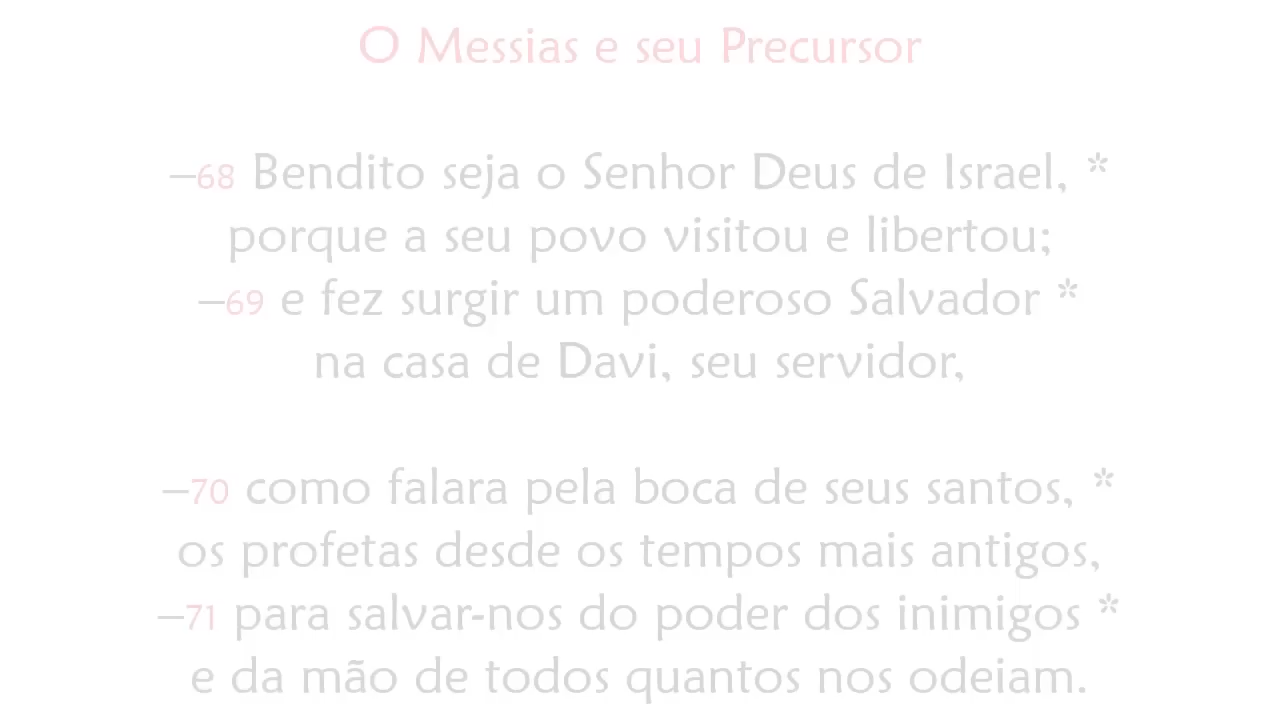 O Messias e seu Precursor
–68 Bendito seja o Senhor Deus de Israel, *
porque a seu povo visitou e libertou;
–69 e fez surgir um poderoso Salvador *
na casa de Davi, seu servidor,
–70 como falara pela boca de seus santos, *
os profetas desde os tempos mais antigos,
–71 para salvar-nos do poder dos inimigos *
e da mão de todos quantos nos odeiam.